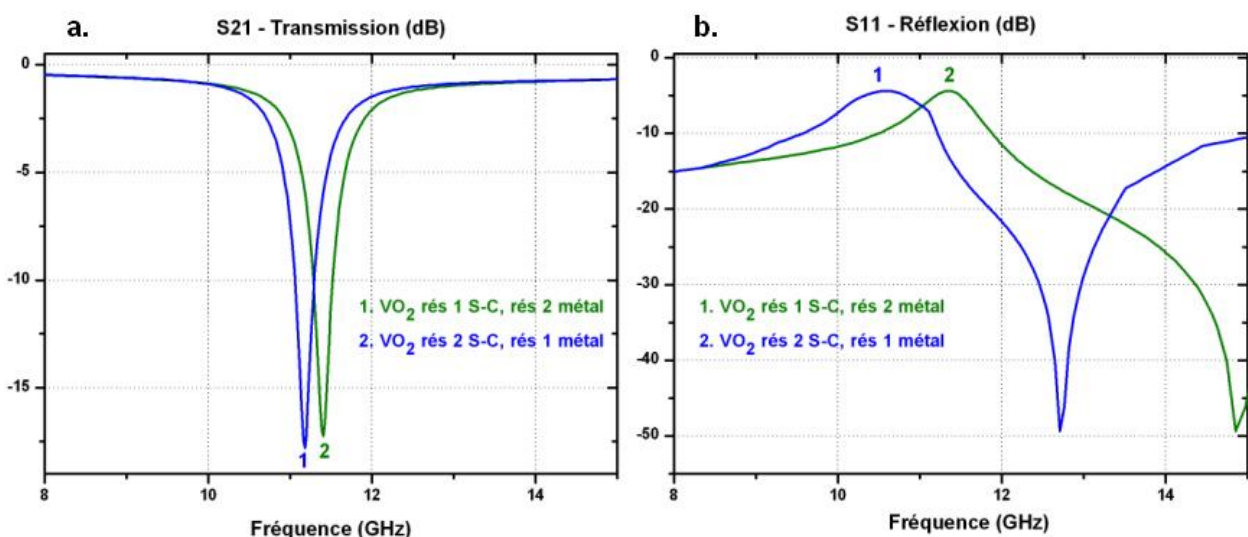 a.
S21 - Transmission (dB)
0
-5
-10
-15
1. VO2 rés 1 S-C, rés 2 métal
2. VO2 rés 2 S-C, rés 1 métal
1
2
8
10
12
14
Fréquence (GHz)
b.
S11 - Réflexion (dB)
0
-10
-20
-30
-40
-50
1
2
1. VO2 rés 1 S-C, rés 2 métal
2. VO2 rés 2 S-C, rés 1 métal
8
10
12
14
Fréquence (GHz)